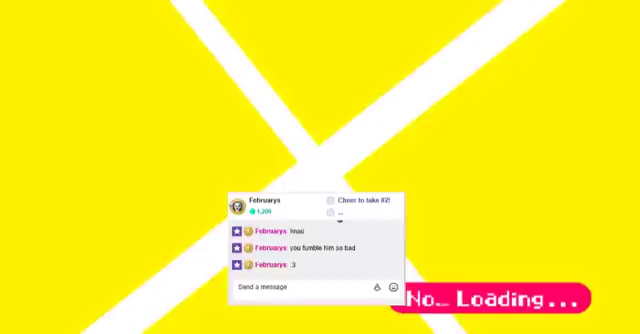 Februarys
1,200
Cheer to take #2!
...
Februarys: lmao
Februarys: you fumble him so bad
Februarys: :3
Send a message
No... Loading...